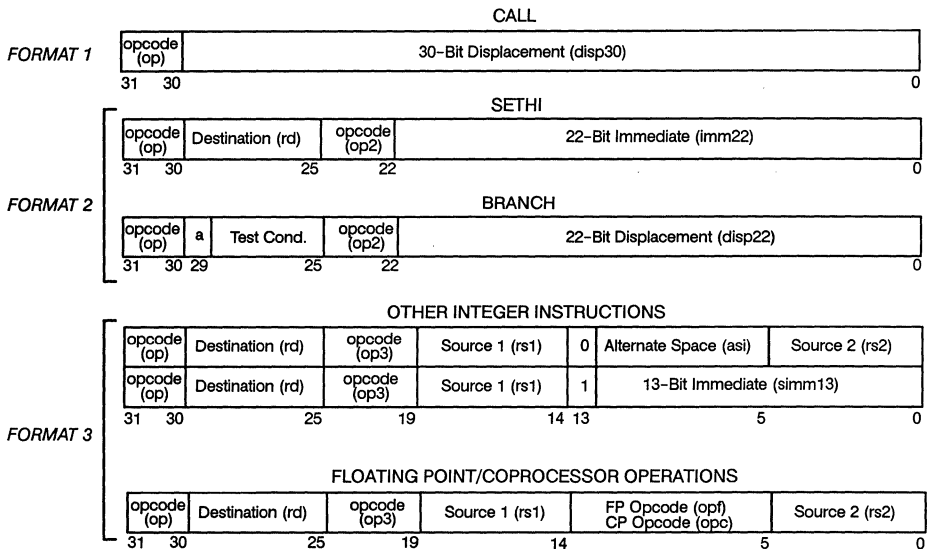 CALL
FORMAT 1
opcode (op) 30-Bit Displacement (disp30)
31 30 0
SETHI
opcode (op) Destination (rd) opcode (op2) 22-Bit Immediate (imm22)
31 30 25 22 0
FORMAT 2
BRANCH
opcode (op) a Test Cond. opcode (op2) 22-Bit Displacement (disp22)
31 30 29 25 22 0
OTHER INTEGER INSTRUCTIONS
opcode (op) Destination (rd) opcode (op3) Source 1 (rs1) 0 Alternate Space (asi) Source 2 (rs2)
opcode (op) Destination (rd) opcode (op3) Source 1 (rs1) 1 13-Bit Immediate (simm13)
31 30 25 19 14 13 5 0
FORMAT 3
FLOATING POINT/COPROCESSOR OPERATIONS
opcode (op) Destination (rd) opcode (op3) Source 1 (rs1) FP Opcode (opf) CP Opcode (opc) Source 2 (rs2)
31 30 25 19 14 5 0